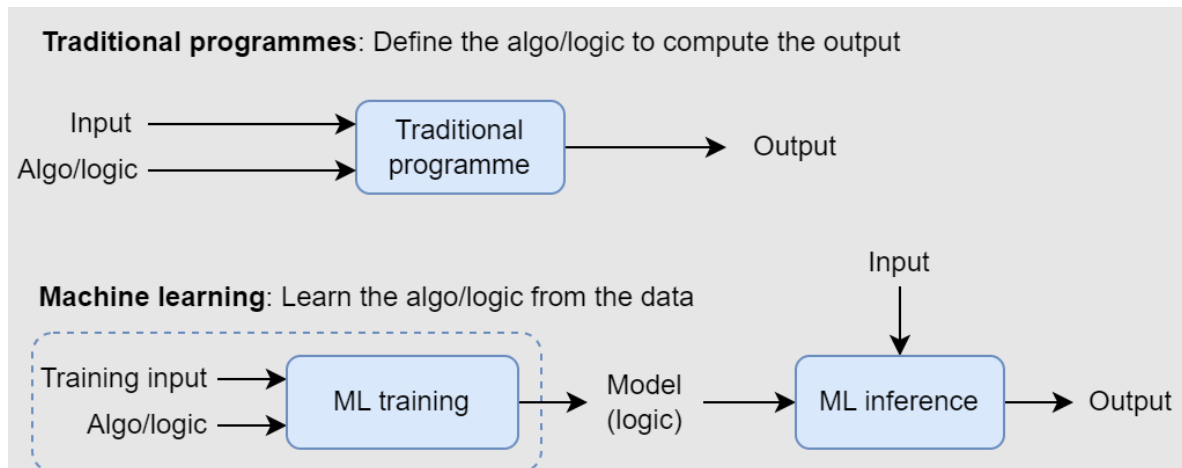 Traditional programmes: Define the algo/logic to compute the output
Input
Algo/logic
Traditional
programme
Output
Input
Machine learning: Learn the algo/logic from the data
Training input
Algo/logic
ML training
Model
(logic)
ML inference
Output